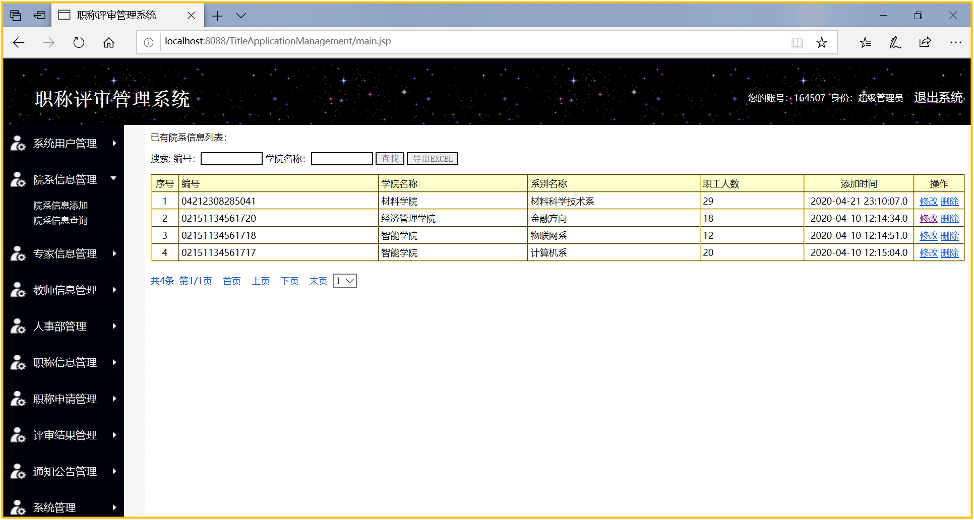 职称评审管理系统
localhost:8088/TitleApplicationManagement/main.jsp
职称评审管理系统
您的账号：164507 身份：超级管理员 退出系统
系统用户管理
院系信息管理
院系信息添加
院系信息查询
专家信息管理
教师信息管理
人事部管理
职称信息管理
职称申请管理
评审结果管理
通知公告管理
系统管理
已有院系信息列表：
搜索: 编号： 学院名称： 查找 导出EXCEL
序号 编号 学院名称 系别名称 职工人数 添加时间 操作
1 04212308285041 材料学院 材料科学技术系 29 2020-04-21 23:10:07.0 修改 删除
2 02151134561720 经济管理学院 金融方向 18 2020-04-10 12:14:34.0 修改 删除
3 02151134561718 智能学院 物联网系 12 2020-04-10 12:14:51.0 修改 删除
4 02151134561717 智能学院 计算机系 20 2020-04-10 12:15:04.0 修改 删除
共4条 第1/1页 首页 上页 下页 末页 1